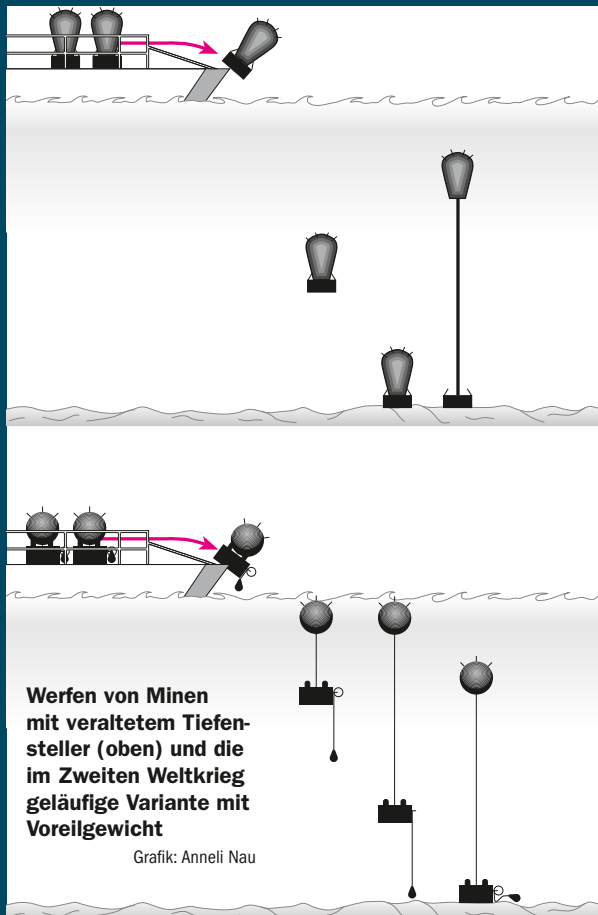 Werfen von Minen
mit veraltetem Tiefen-
steller (oben) und die
im Zweiten Weltkrieg
geläufige Variante mit
Voreilgewicht
Grafik: Anneli Nau